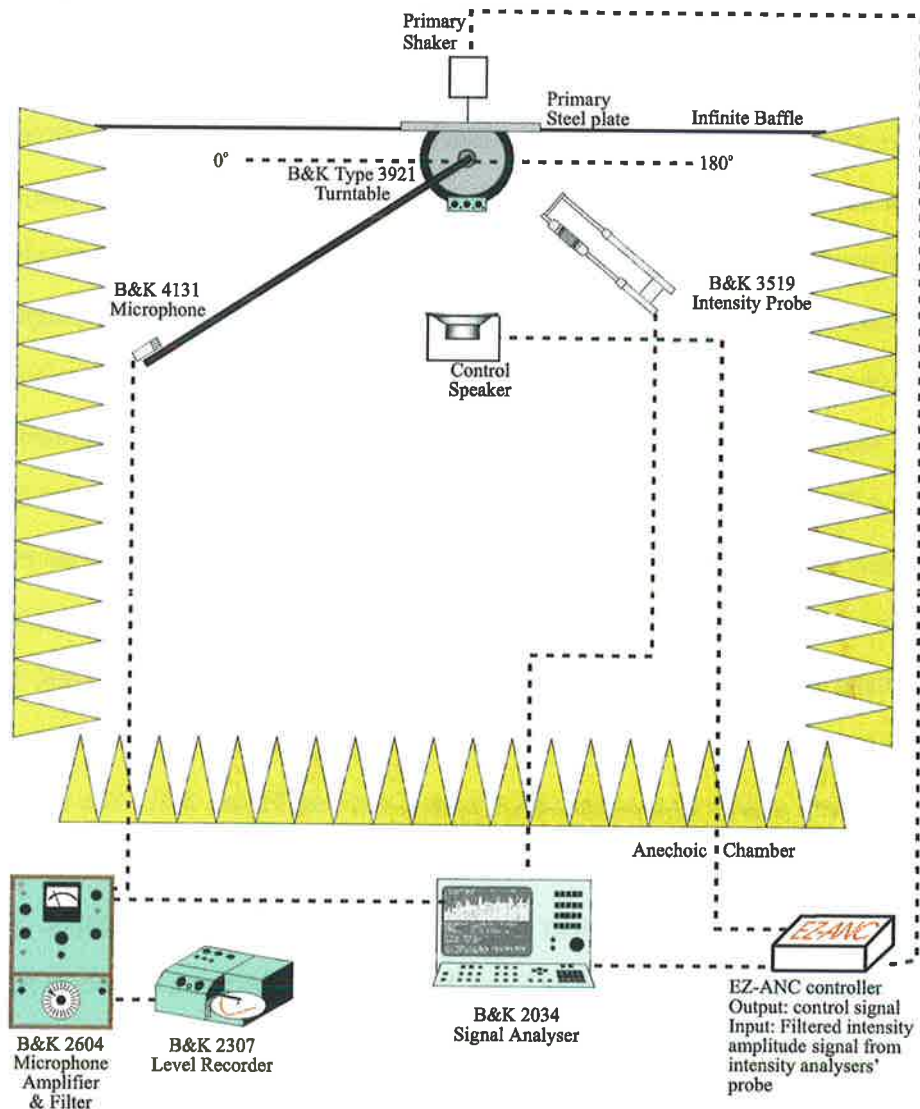 Primary
Shaker
Primary
Steel plate
Infinite Baffle
0°
180°
B&K Type 3921
Turntable
B&K 4131
Microphone
B&K 3519
Intensity Probe
Control
Speaker
Anechoic Chamber
EZ-ANC
B&K 2604
Microphone
Amplifier
& Filter
B&K 2307
Level Recorder
B&K 2034
Signal Analyser
EZ-ANC controller
Output: control signal
Input: Filtered intensity
amplitude signal from
intensity analysers'
probe